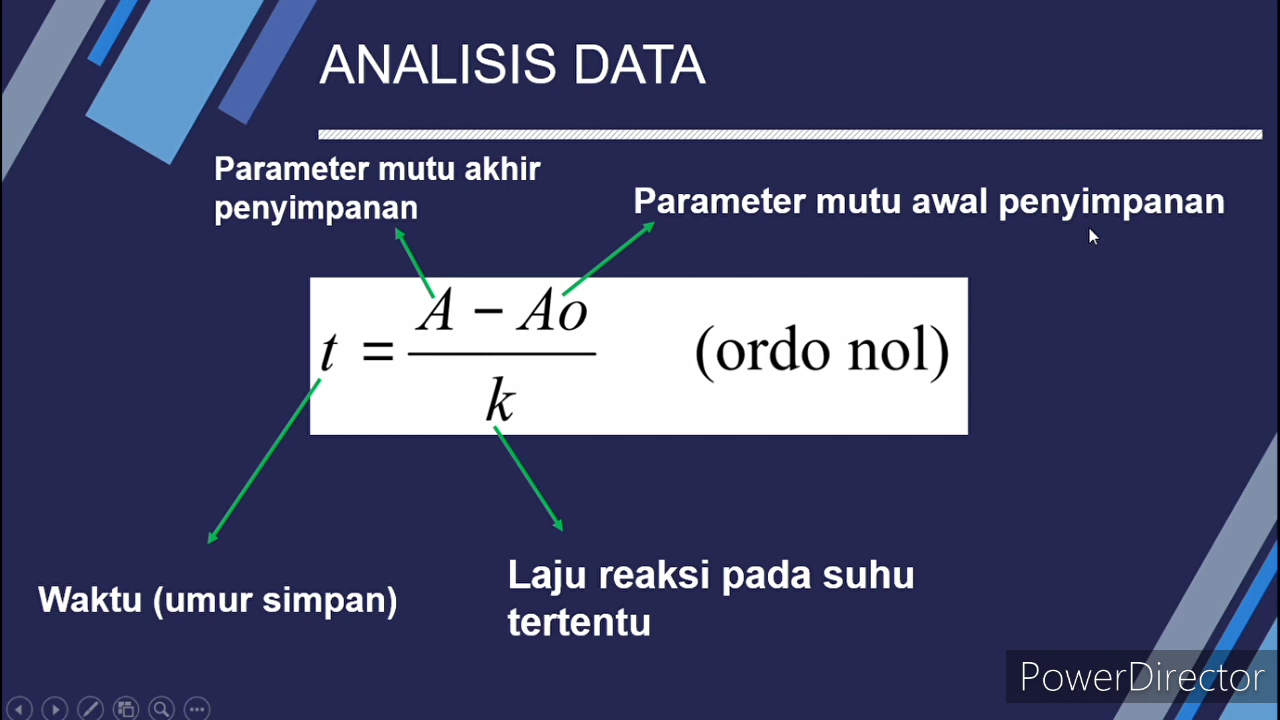 ANALISIS DATA
Parameter mutu akhir
penyimpanan
Parameter mutu awal penyimpanan
t = (A − Ao) / k (ordo nol)
Waktu (umur simpan)
Laju reaksi pada suhu
tertentu
PowerDirector